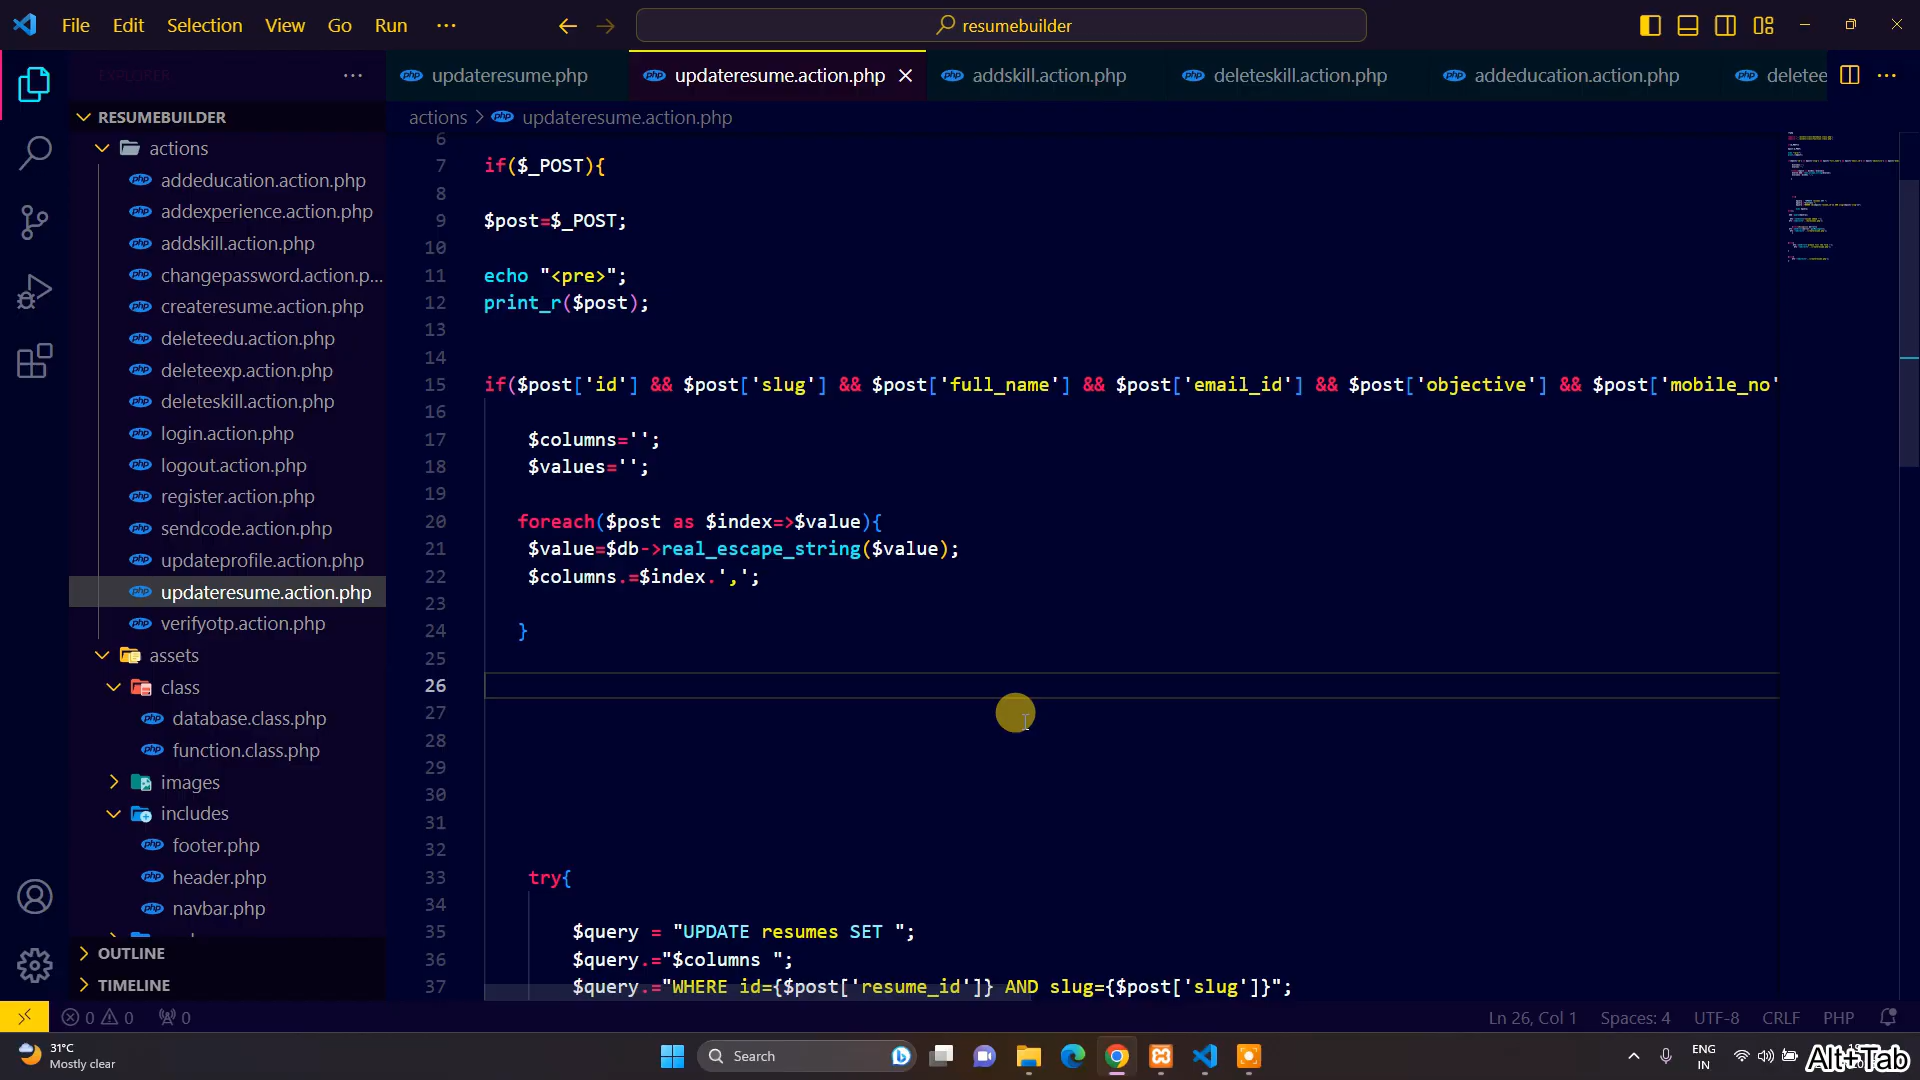 File Edit Selection View Go Run ···
resumebuilder
EXPLORER ···
updateresume.php
updateresume.action.php
addskill.action.php
deleteskill.action.php
addeducation.action.php
deletee
RESUMEBUILDER
actions > updateresume.action.php
actions
addeducation.action.php
addexperience.action.php
addskill.action.php
changepassword.action.p...
createresume.action.php
deleteedu.action.php
deleteexp.action.php
deleteskill.action.php
login.action.php
logout.action.php
register.action.php
sendcode.action.php
updateprofile.action.php
updateresume.action.php
verifyotp.action.php
assets
class
database.class.php
function.class.php
images
includes
footer.php
header.php
navbar.php
OUTLINE
TIMELINE
6
7 if($_POST){
8
9 $post=$_POST;
10
11 echo "<pre>";
12 print_r($post);
13
14
15 if($post['id'] && $post['slug'] && $post['full_name'] && $post['email_id'] && $post['objective'] && $post['mobile_no'
16
17 $columns='';
18 $values='';
19
20 foreach($post as $index=>$value){
21 $value=$db->real_escape_string($value);
22 $columns.=$index.',';
23
24 }
25
26
27
28
29
30
31
32
33 try{
34
35 $query = "UPDATE resumes SET ";
36 $query.="$columns ";
37 $query.="WHERE id={$post['resume_id']} AND slug={$post['slug']}";
0 0 0
Ln 26, Col 1 Spaces: 4 UTF-8 CRLF PHP
31°C
Mostly clear
Search
ENG
IN
Alt+Tab